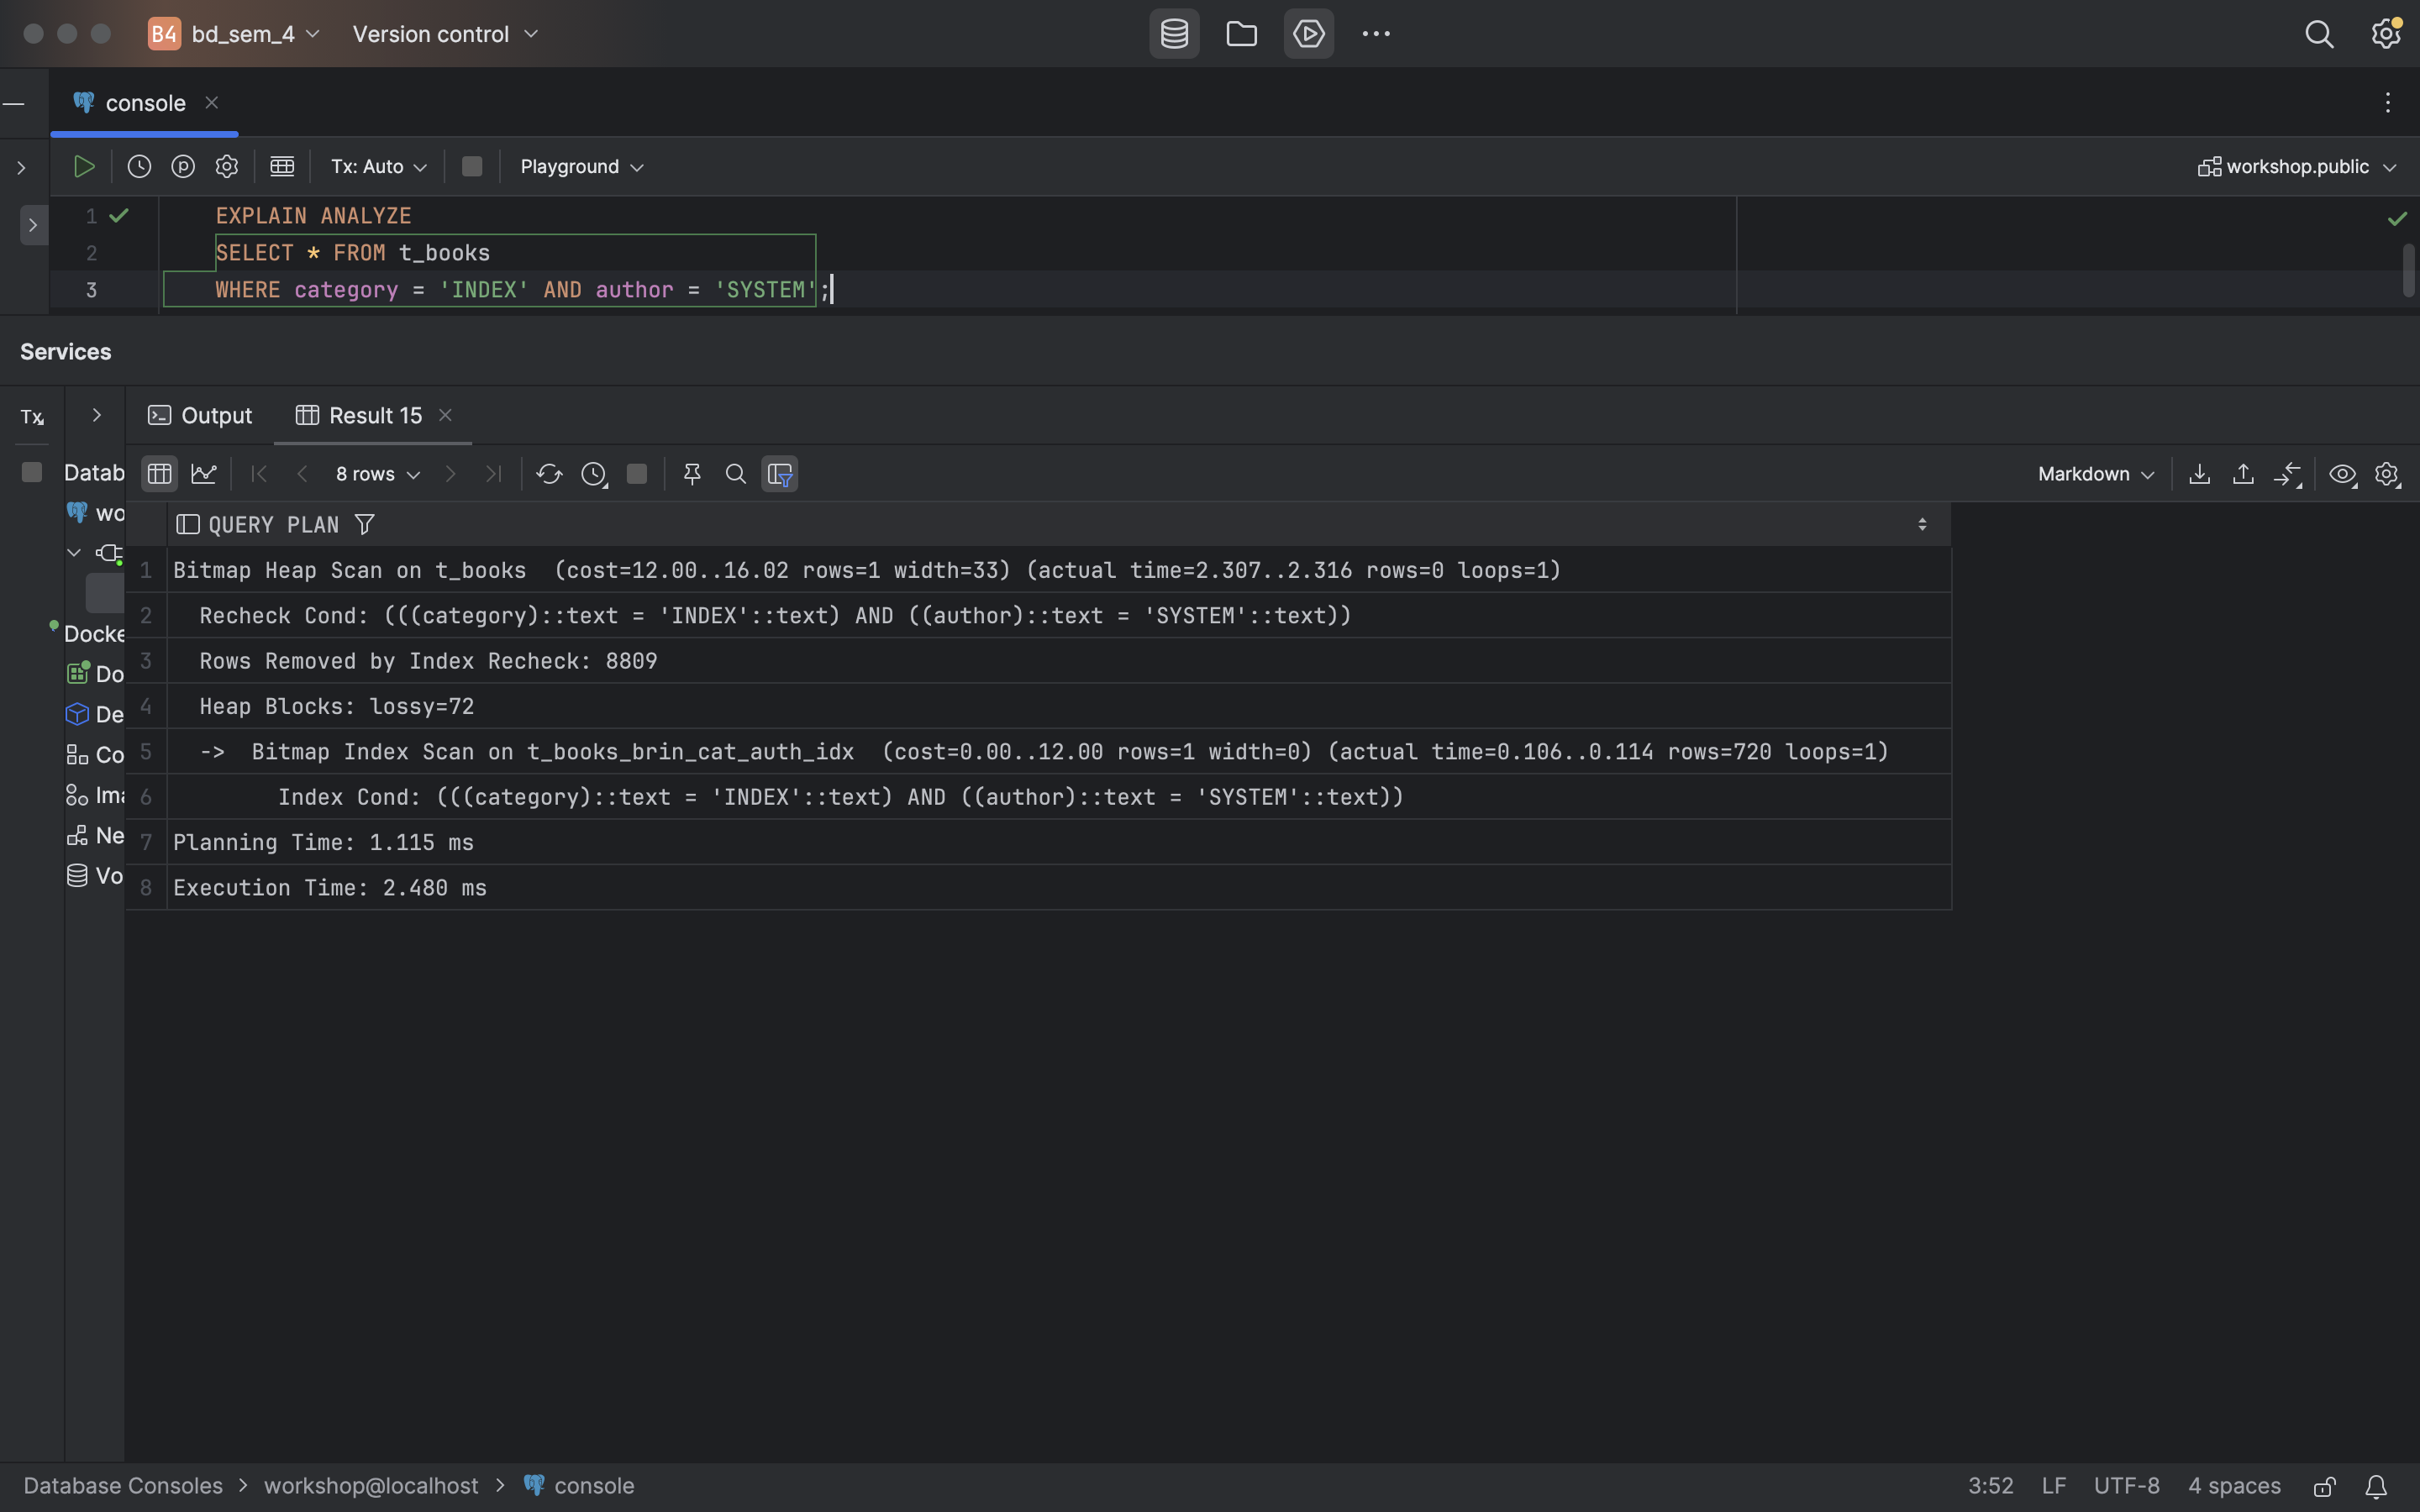 B4 bd_sem_4 Version control
console
Tx: Auto Playground workshop.public
1 EXPLAIN ANALYZE
2 SELECT * FROM t_books
3 WHERE category = 'INDEX' AND author = 'SYSTEM';
Services
Tx Output Result 15
Datab 8 rows Markdown
wo
QUERY PLAN
1 Bitmap Heap Scan on t_books (cost=12.00..16.02 rows=1 width=33) (actual time=2.307..2.316 rows=0 loops=1)
2 Recheck Cond: (((category)::text = 'INDEX'::text) AND ((author)::text = 'SYSTEM'::text))
Docke
3 Rows Removed by Index Recheck: 8809
Do
4 Heap Blocks: lossy=72
De
5 -> Bitmap Index Scan on t_books_brin_cat_auth_idx (cost=0.00..12.00 rows=1 width=0) (actual time=0.106..0.114 rows=720 loops=1)
Co
6 Index Cond: (((category)::text = 'INDEX'::text) AND ((author)::text = 'SYSTEM'::text))
Ima
7 Planning Time: 1.115 ms
Ne
8 Execution Time: 2.480 ms
Vo
Database Consoles > workshop@localhost > console 3:52 LF UTF-8 4 spaces